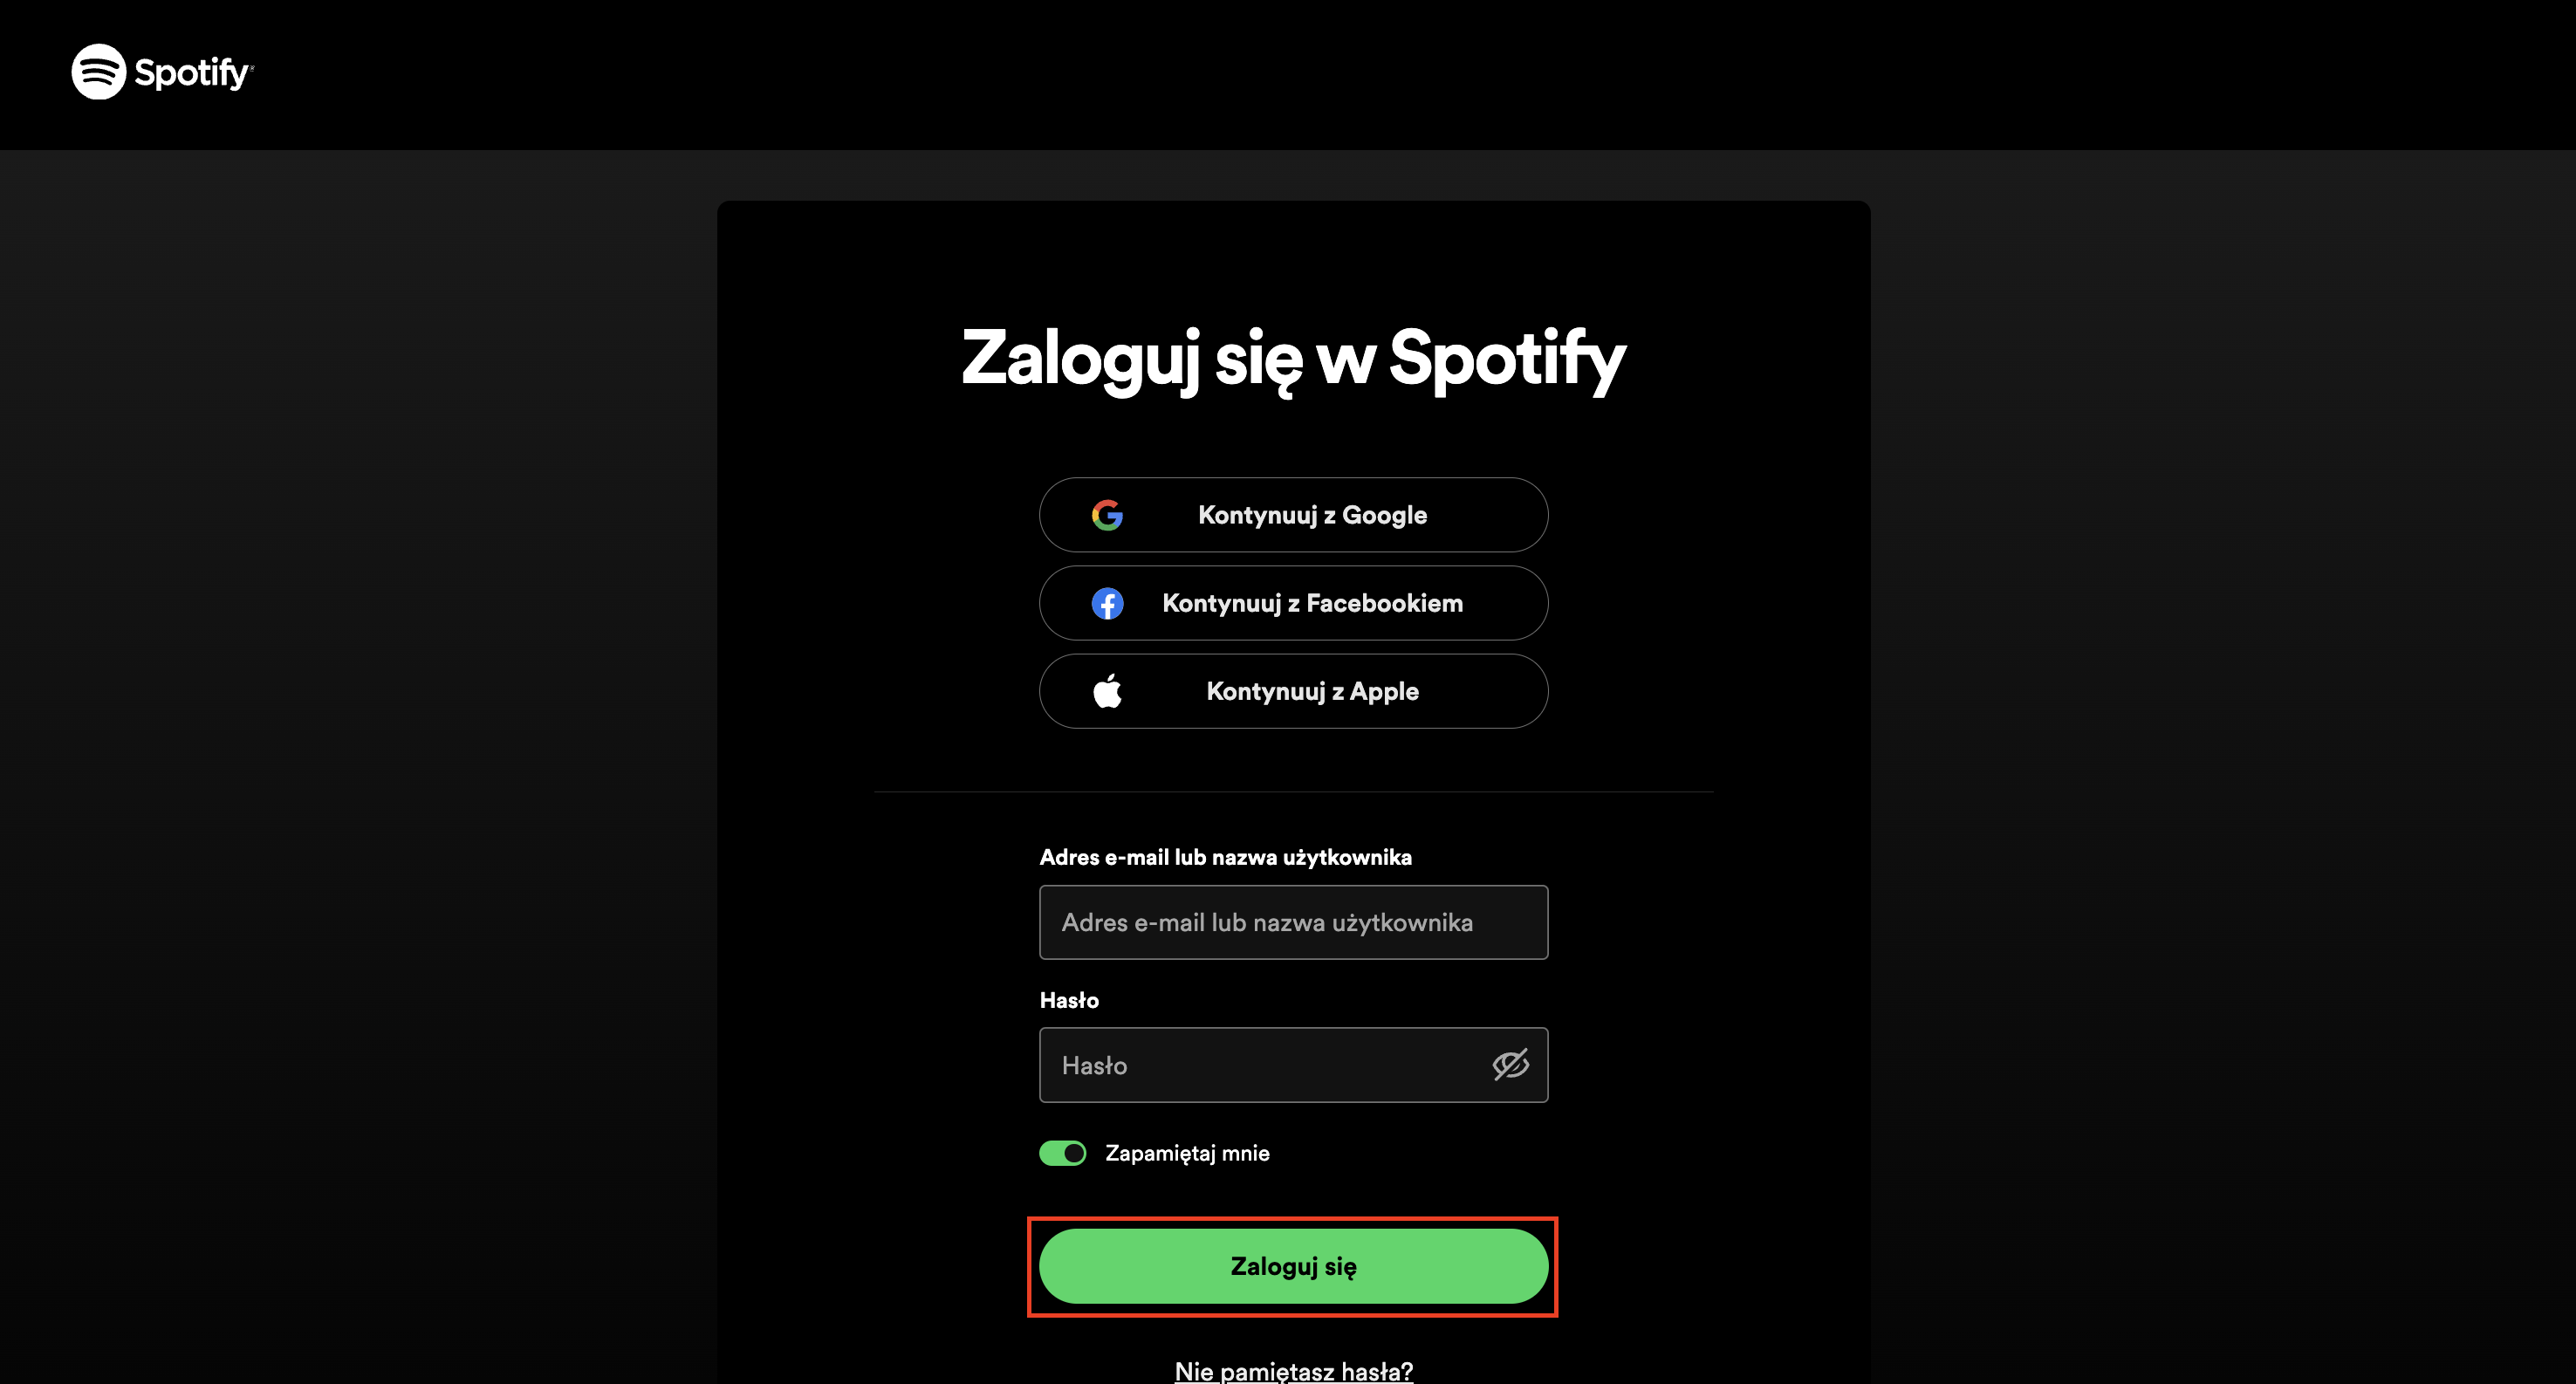 Spotify
Zaloguj się w Spotify
Kontynuuj z Google
Kontynuuj z Facebookiem
Kontynuuj z Apple
Adres e-mail lub nazwa użytkownika
Adres e-mail lub nazwa użytkownika
Hasło
Hasło
Zapamiętaj mnie
Zaloguj się
Nie pamiętasz hasła?